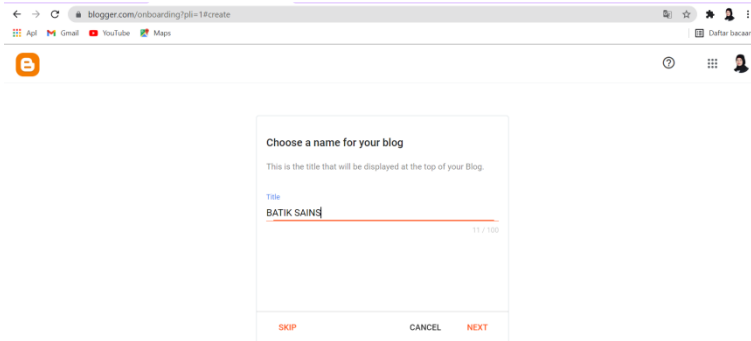 blogger.com/onboarding?pli=1#create
Apl Gmail YouTube Maps Daftar bacaan
Choose a name for your blog
This is the title that will be displayed at the top of your Blog.
Title
BATIK SAINS
11 / 100
SKIP CANCEL NEXT